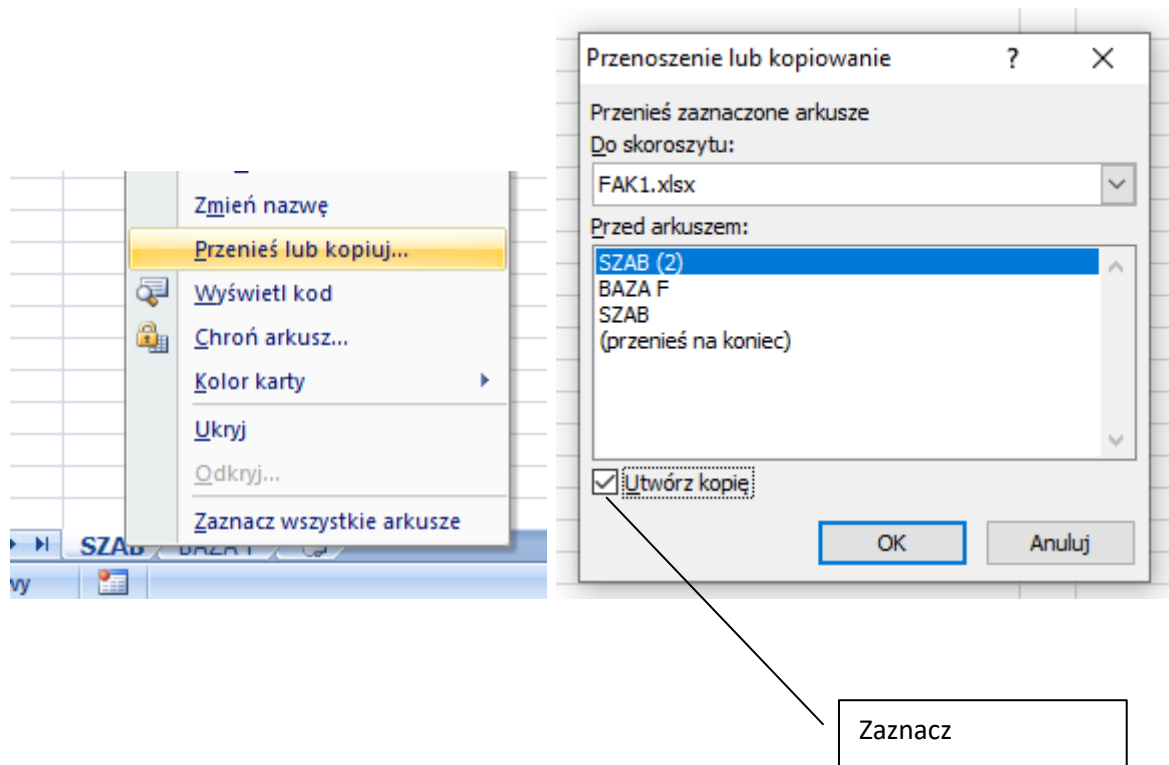 Zmień nazwę
Przenieś lub kopiuj...
Wyświetl kod
Chroń arkusz...
Kolor karty
Ukryj
Odkryj...
Zaznacz wszystkie arkusze
SZAB
Przenoszenie lub kopiowanie ?
Przenieś zaznaczone arkusze
Do skoroszytu:
FAK1.xlsx
Przed arkuszem:
SZAB (2)
BAZA F
SZAB
(przenieś na koniec)
Utwórz kopię
OK Anuluj
Zaznacz